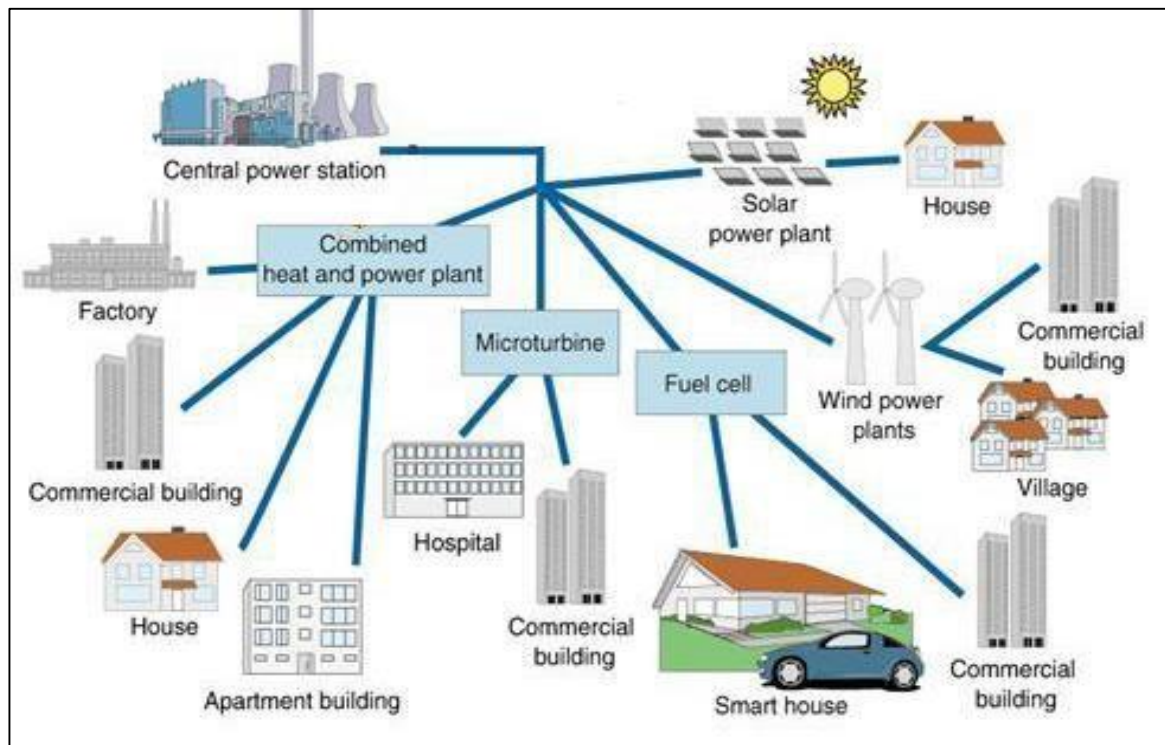 Central power station
Solar
power plant
House
Combined
heat and power plant
Factory
Commercial
building
Microturbine
Fuel cell
Wind power
plants
Commercial building
Village
Hospital
House
Commercial
building
Apartment building
Smart house
Commercial
building